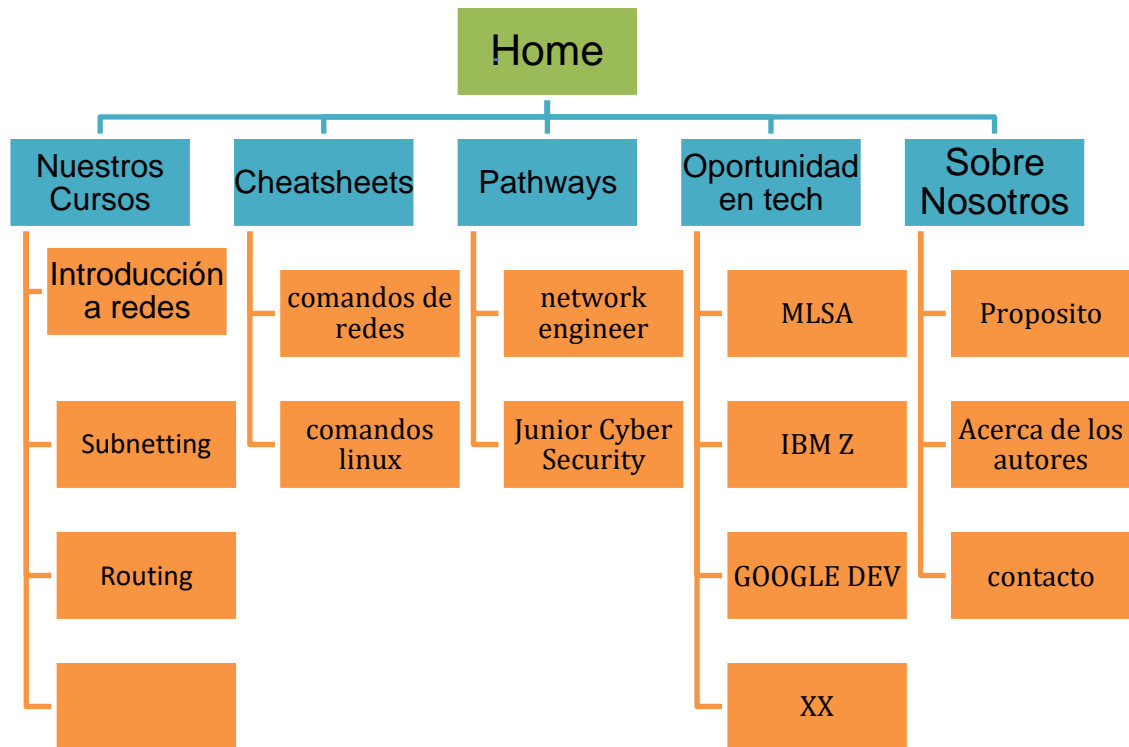 Home
Nuestros
Cursos
Cheatsheets
Pathways
Oportunidad
en tech
Sobre
Nosotros
Introducción
a redes
Subnetting
Routing
comandos de
redes
comandos
linux
network
engineer
Junior Cyber
Security
MLSA
IBM Z
GOOGLE DEV
XX
Proposito
Acerca de los
autores
contacto